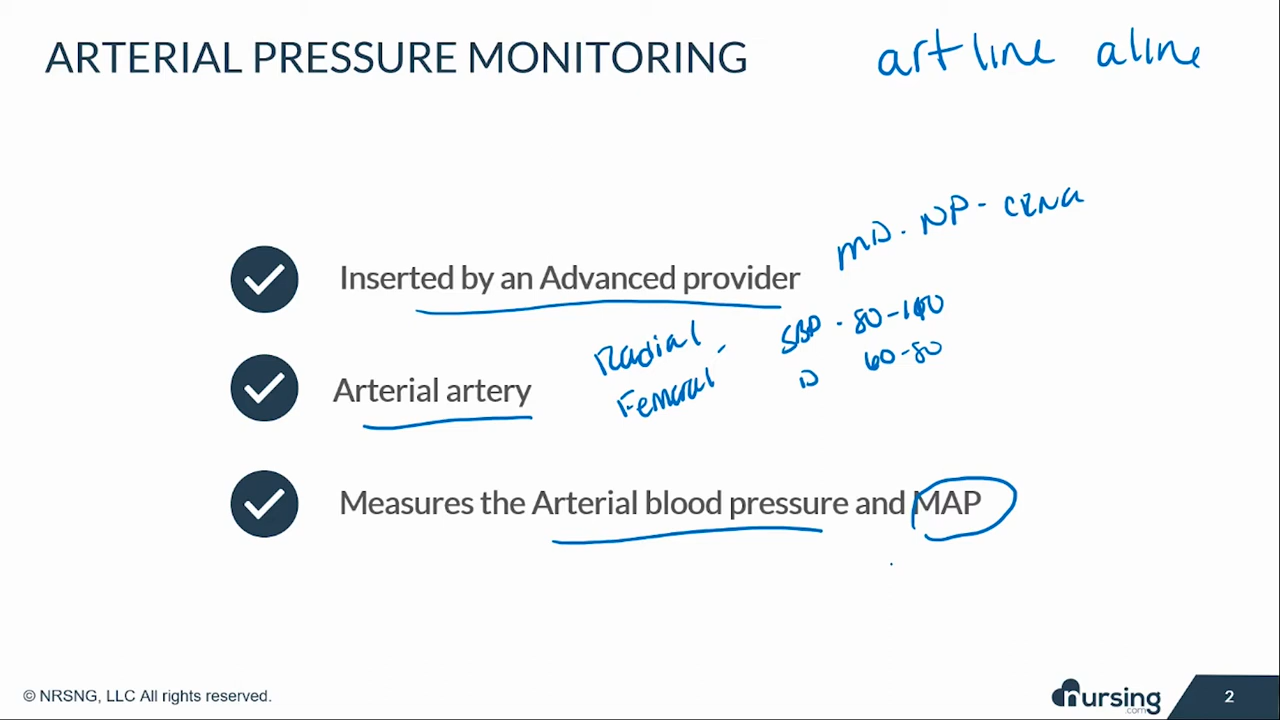 ARTERIAL PRESSURE MONITORING
art line aline
MD. NP - CRNA
Inserted by an Advanced provider
Radial
Femoral
SBP - 80-100
D 60-80
Arterial artery
Measures the Arterial blood pressure and MAP
© NRSNG, LLC All rights reserved.
nursing
.com
2